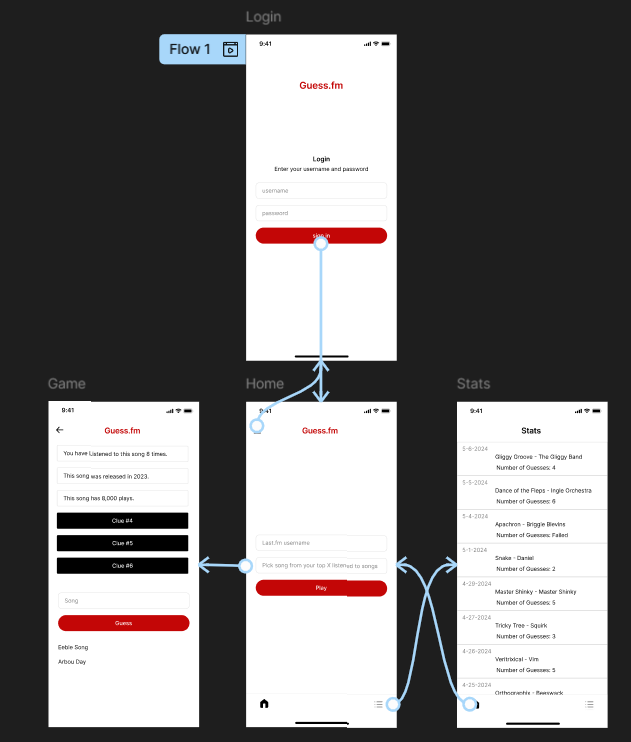 Login
Flow 1
9:41
Guess.fm
Login
Enter your username and password
username
password
sign in
Game
9:41
Guess.fm
You have Listened to this song 8 times.
This song was released in 2023.
This song has 8,000 plays.
Clue #4
Clue #5
Clue #6
Song
Guess
Eeble Song
Arbou Day
Home
9:41
Guess.fm
Last.fm username
Pick song from your top X listened to songs
Play
Stats
9:41
Stats
5-6-2024
Gliggy Groove - The Gliggy Band
Number of Guesses: 4
5-5-2024
Dance of the Fleps - Ingle Orchestra
Number of Guesses: 6
5-4-2024
Apachron - Briggle Blevins
Number of Guesses: Failed
5-1-2024
Snake - Daniel
Number of Guesses: 2
4-29-2024
Master Shinky - Master Shinky
Number of Guesses: 5
4-27-2024
Tricky Tree - Squirk
Number of Guesses: 3
4-26-2024
Veritrixical - Vim
Number of Guesses: 5
4-25-2024
Orthographix - Beeswack